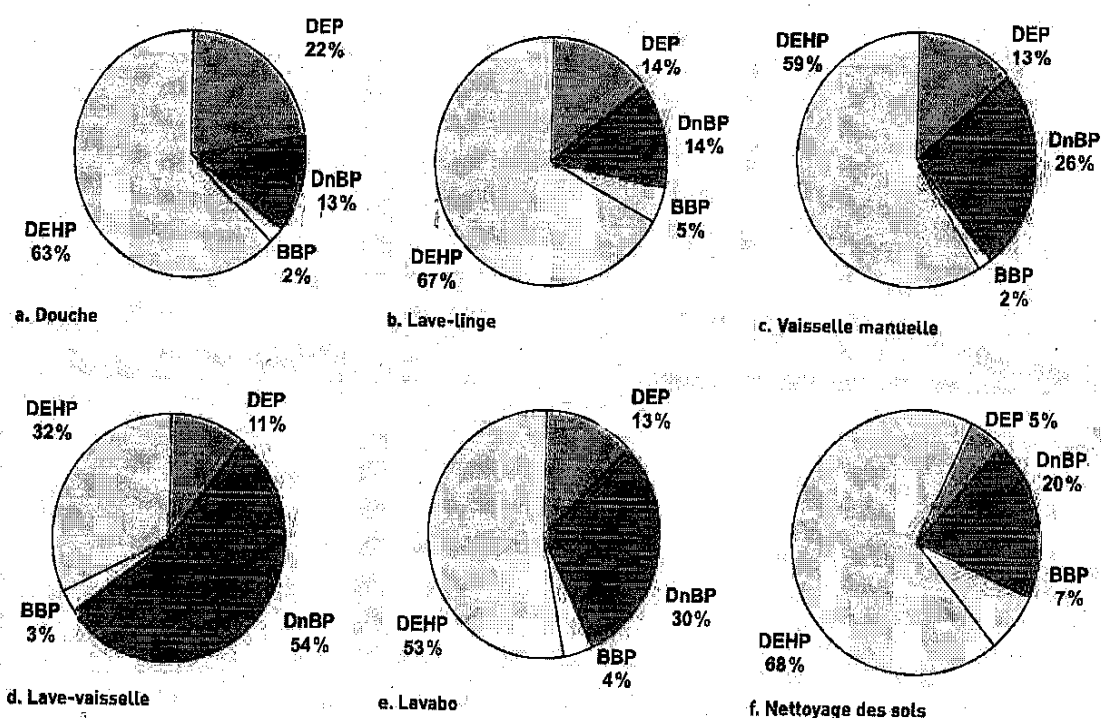 DEP
22%
DnBP
13%
BBP
2%
DEHP
63%
a. Douche
DEP
14%
DnBP
14%
BBP
5%
DEHP
67%
b. Lave-linge
DEHP
59%
DEP
13%
DnBP
26%
BBP
2%
c. Vaisselle manuelle
DEHP
32%
DEP
11%
BBP
3%
DnBP
54%
d. Lave-vaisselle
DEP
13%
DnBP
30%
DEHP
53%
BBP
4%
e. Lavabo
DEP 5%
DnBP
20%
BBP
7%
DEHP
68%
f. Nettoyage des sols